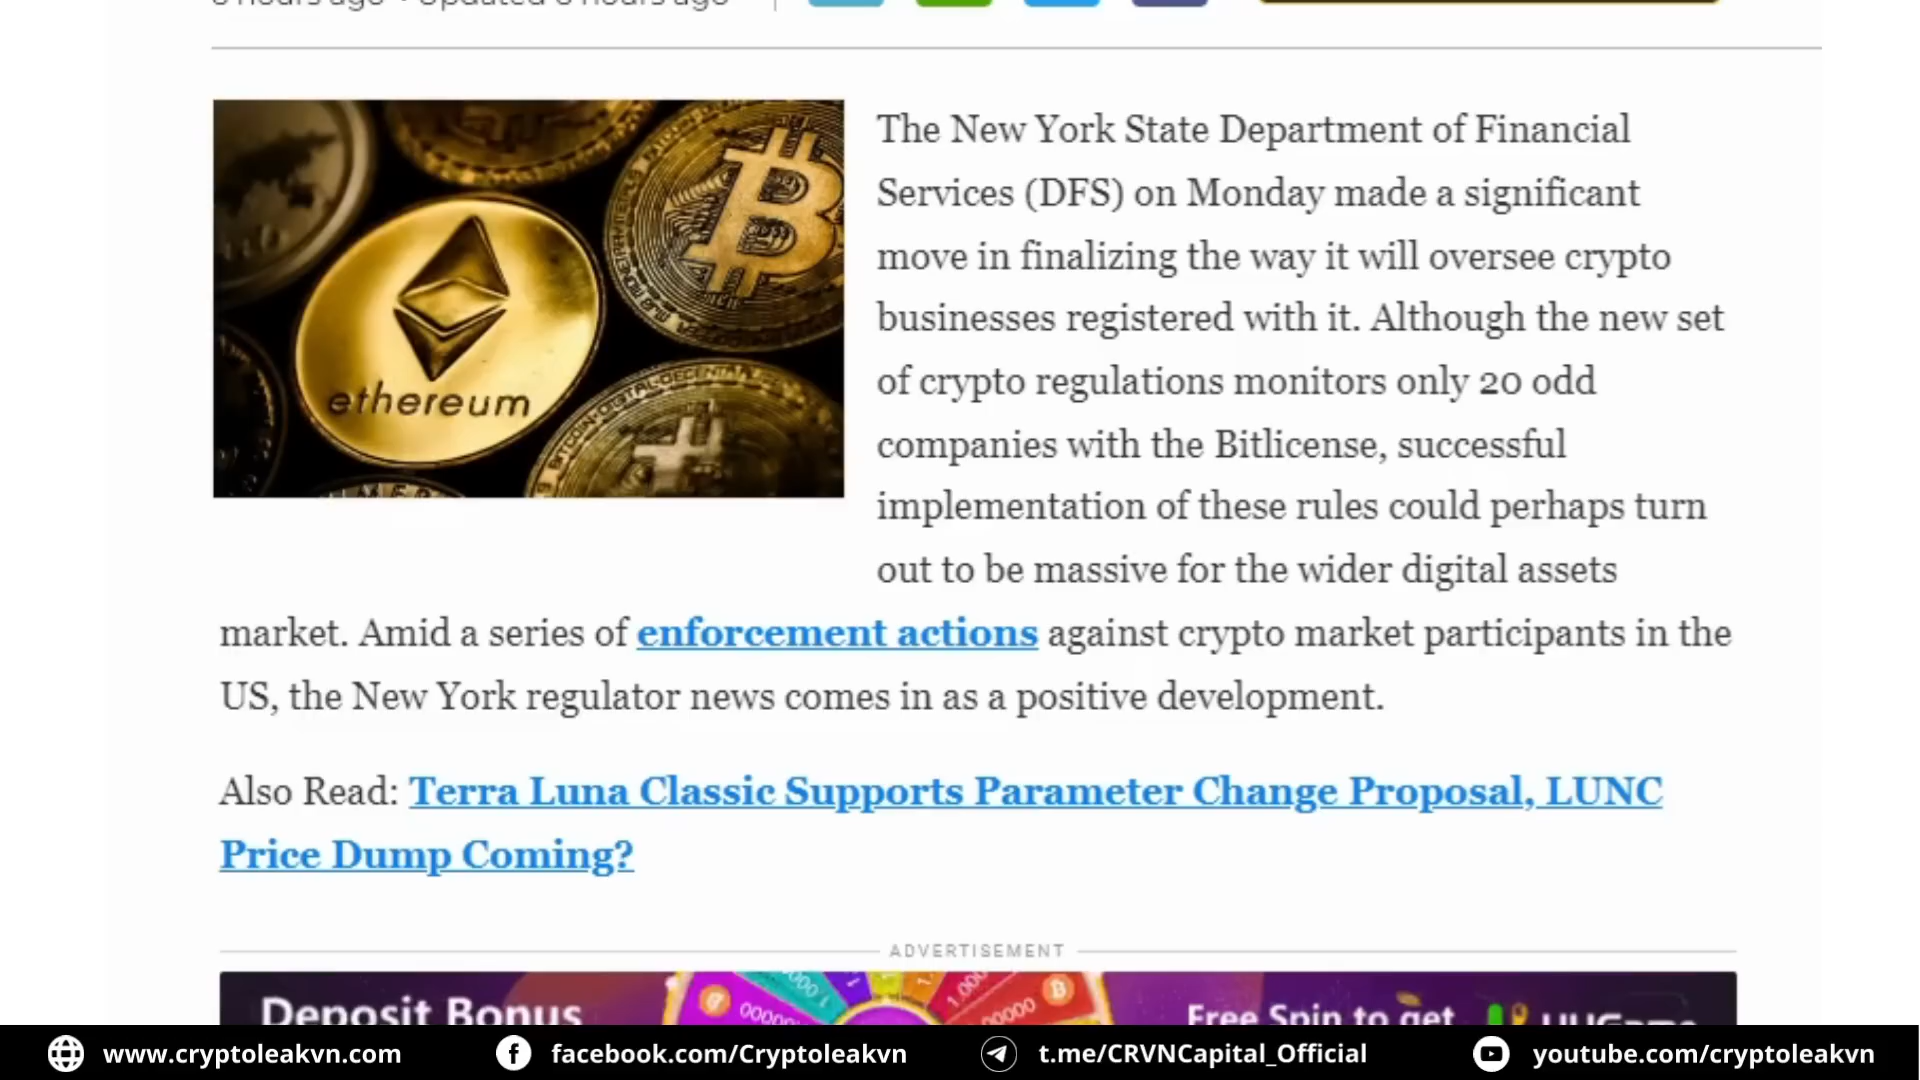 ethereum
The New York State Department of Financial
Services (DFS) on Monday made a significant
move in finalizing the way it will oversee crypto
businesses registered with it. Although the new set
of crypto regulations monitors only 20 odd
companies with the Bitlicense, successful
implementation of these rules could perhaps turn
out to be massive for the wider digital assets
market. Amid a series of enforcement actions against crypto market participants in the
US, the New York regulator news comes in as a positive development.
Also Read: Terra Luna Classic Supports Parameter Change Proposal, LUNC
Price Dump Coming?
ADVERTISEMENT
Deposit Bonus
Free Spin to get
www.cryptoleakvn.com
facebook.com/Cryptoleakvn
t.me/CRVNCapital_Official
youtube.com/cryptoleakvn